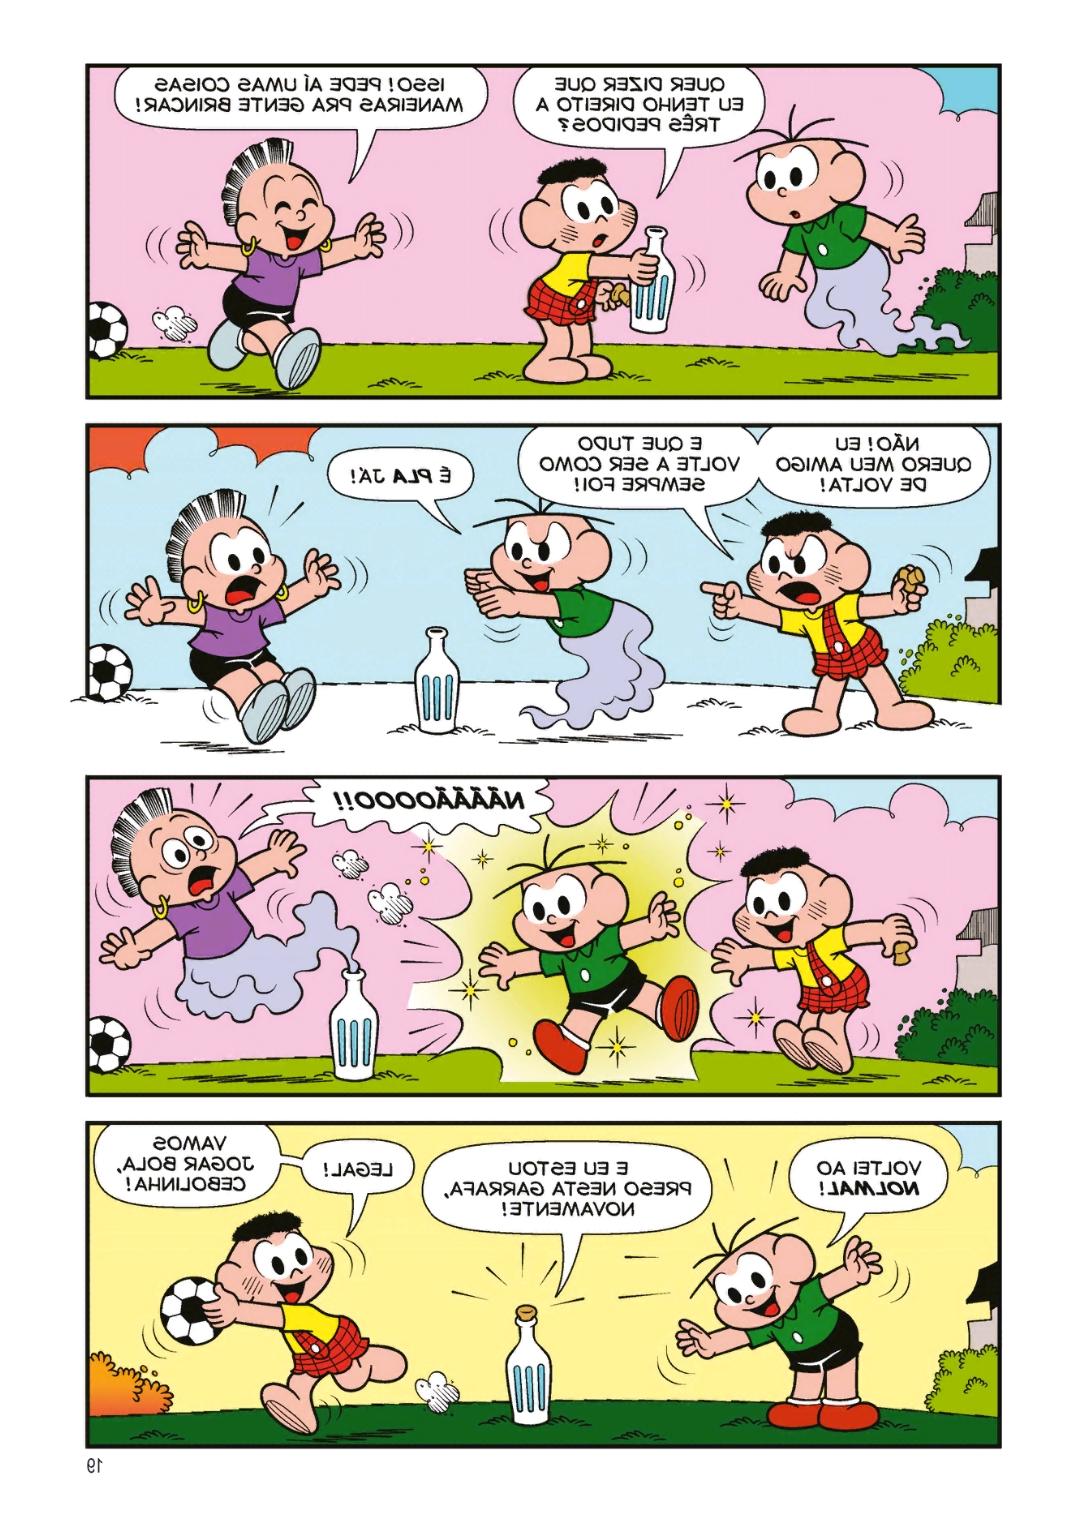 QUER DIZER QUE
EU TENHO DIREITO A
TRÊS PEDIDOS?
ISSO! PEDE AÍ UMAS COISAS
MANEIRAS PRA GENTE BRINCAR!
NÃO! EU
QUERO MEU AMIGO
DE VOLTA!
E QUE TUDO
VOLTE A SER COMO
SEMPRE FOI!
É PLA JÁ!
NÃÃÃÃOOOO!!
VOLTEI AO
NOLMAL!
E EU ESTOU
PRESO NESTA GARRAFA,
NOVAMENTE!
LEGAL!
VAMOS
JOGAR BOLA,
CEBOLINHA!
19